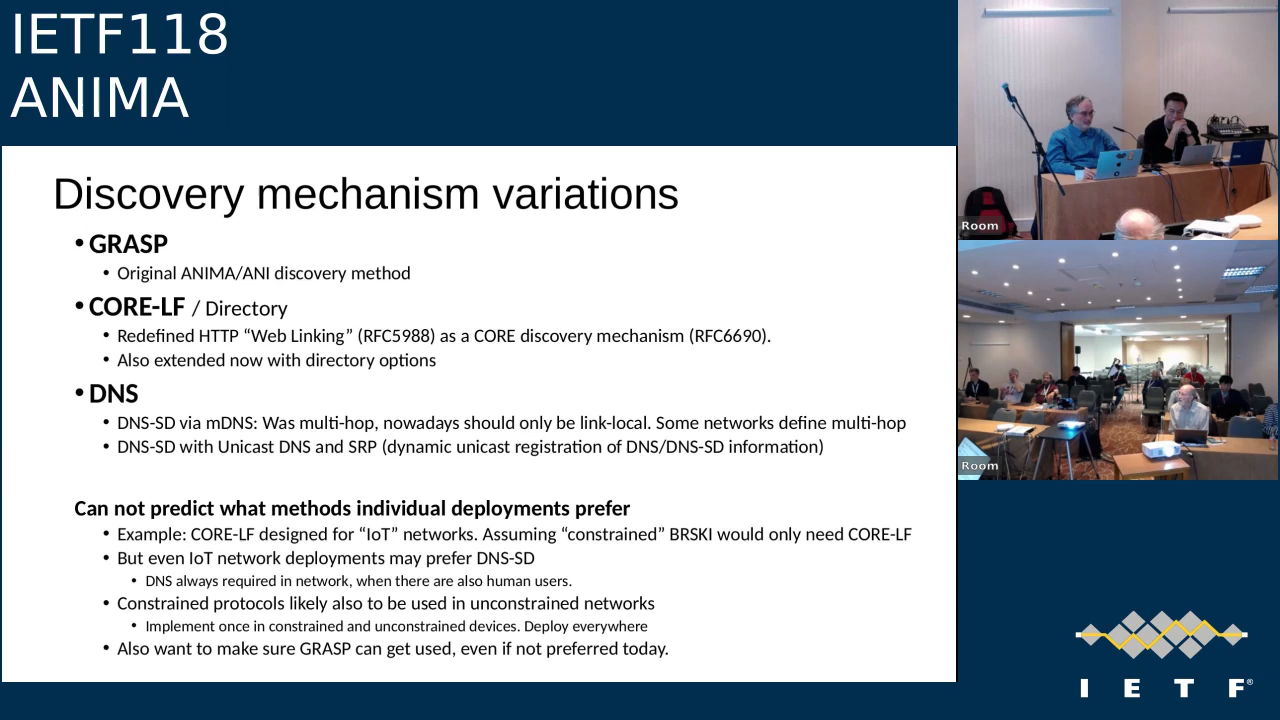 IETF118
ANIMA
Discovery mechanism variations
• GRASP
• Original ANIMA/ANI discovery method
• CORE-LF / Directory
• Redefined HTTP “Web Linking” (RFC5988) as a CORE discovery mechanism (RFC6690).
• Also extended now with directory options
• DNS
• DNS-SD via mDNS: Was multi-hop, nowadays should only be link-local. Some networks define multi-hop
• DNS-SD with Unicast DNS and SRP (dynamic unicast registration of DNS/DNS-SD information)
Can not predict what methods individual deployments prefer
• Example: CORE-LF designed for “IoT” networks. Assuming “constrained” BRSKI would only need CORE-LF
• But even IoT network deployments may prefer DNS-SD
• DNS always required in network, when there are also human users.
• Constrained protocols likely also to be used in unconstrained networks
• Implement once in constrained and unconstrained devices. Deploy everywhere
• Also want to make sure GRASP can get used, even if not preferred today.
Room
Room
I E T F®